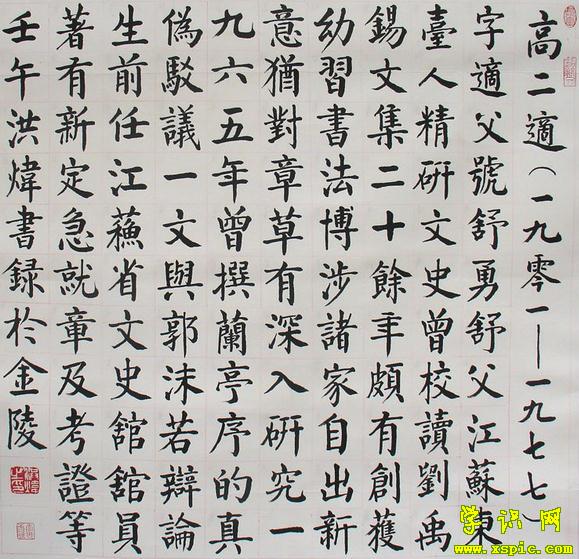 高二適（一九零一—一九七七）
字適父號舒勇舒父江蘇東
臺人精研文史曾校讀劉禹
錫文集二十餘年頗有創獲
幼習書法博涉諸家自出新
意猶對章草有深入研究一
九六五年曾撰蘭亭序的真
偽駁議一文與郭沫若辯論
生前任江蘓省文史館館員
著有新定急就章及考證等
壬午洪煒書録於金陵
学识网
www.xspic.com